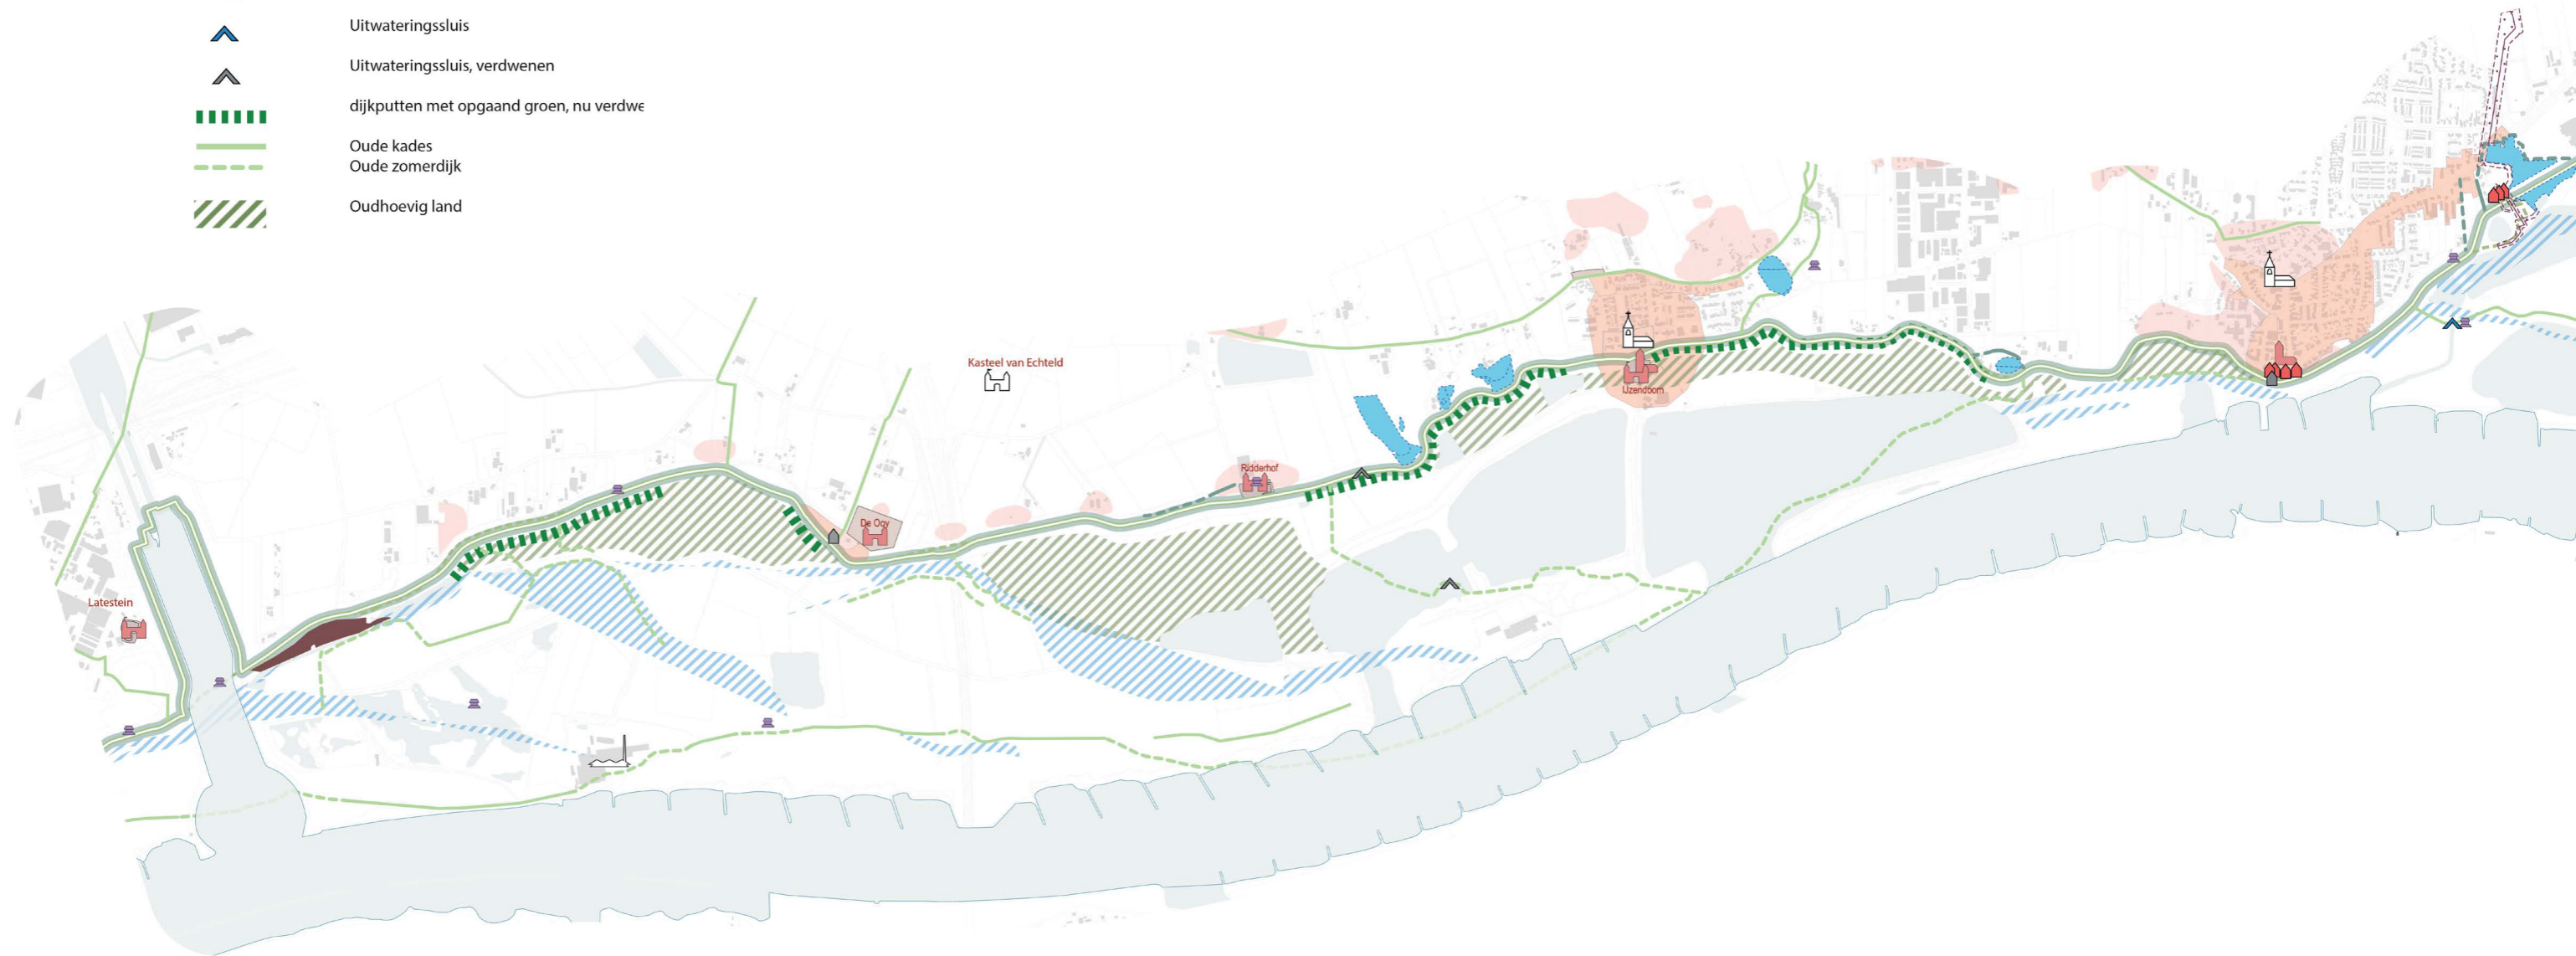 Uitwateringssluis
Uitwateringssluis, verdwenen
dijkputten met opgaand groen, nu verdwe
Oude kades
Oude zomerdijk
Oudhoevig land
Kasteel van Echteld
Ridderhof
IJzendoorn
De Ooy
Latestein